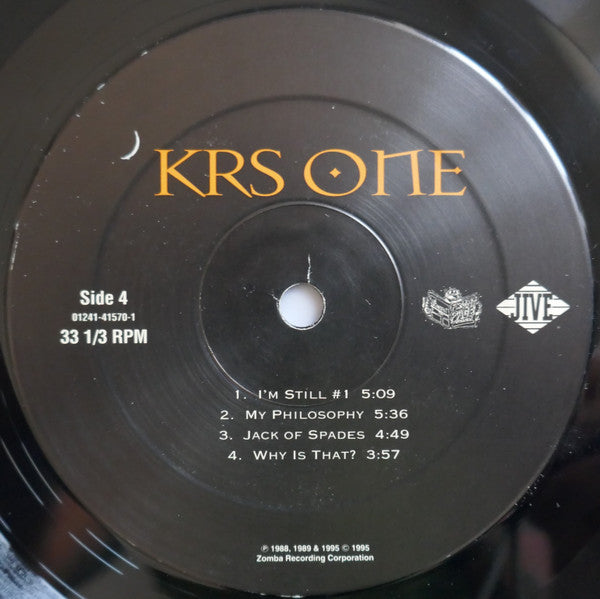 KRS ONE
Side 4
01241-41570-1
33 1/3 RPM
JIVE
1. I'm Still #1 5:09
2. My Philosophy 5:36
3. Jack of Spades 4:49
4. Why Is That? 3:57
℗ 1988, 1989 & 1995 © 1995
Zomba Recording Corporation